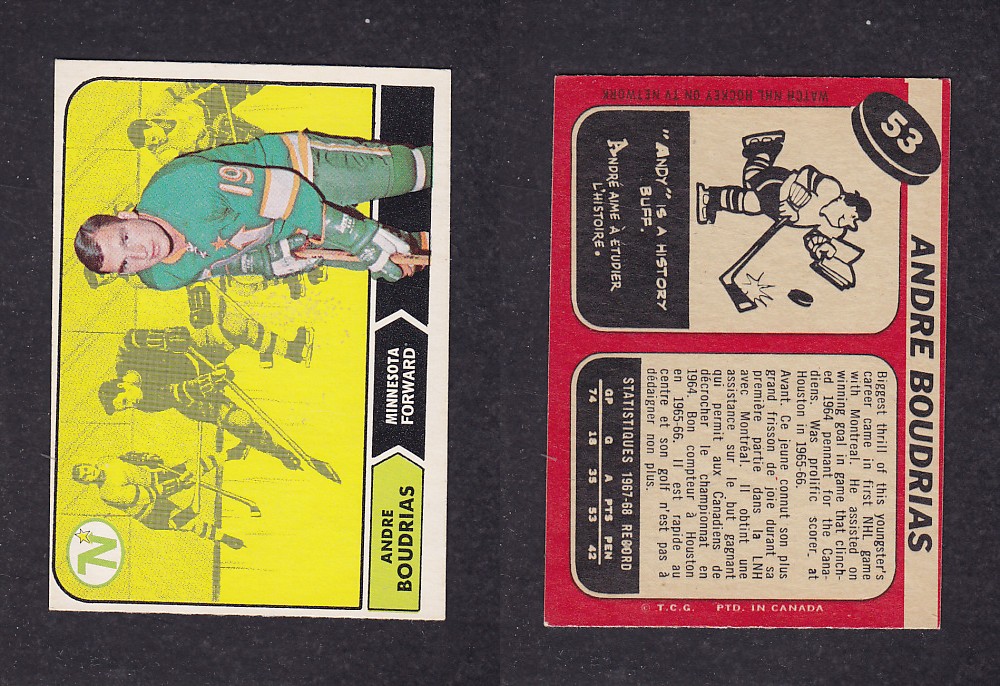 19
N
MINNESOTA
FORWARD
ANDRE
BOUDRIAS
53
ANDRE BOUDRIAS
WATCH NHL HOCKEY ON TV NETWORK
"ANDY" IS A HISTORY
BUFF.
ANDRÉ AIME À ÉTUDIER
L'HISTOIRE.
Biggest thrill of this youngster's
career came in first NHL game
with Montreal. He assisted on
winning goal in game that clinch-
ed 1964 pennant for the Cana-
diens. Was prolific scorer at
Houston in 1965-66.
Avant. Ce jeune connut son plus
grand frisson de joie durant sa
première partie dans la NH
avec Montréal. Il obtint une
assistance sur le but gagnant
qui permit aux Canadiens de
décrocher le championnat en
1964. Bon compteur à Houston
en 1965-66. Il est rapide au
centre et son golf n'est pas à
dédaigner non plus.
STATISTIQUES 1967-68 RECORD
GP G A PTS PEN
74 18 35 53 42
© T.C.G. PTD. IN CANADA